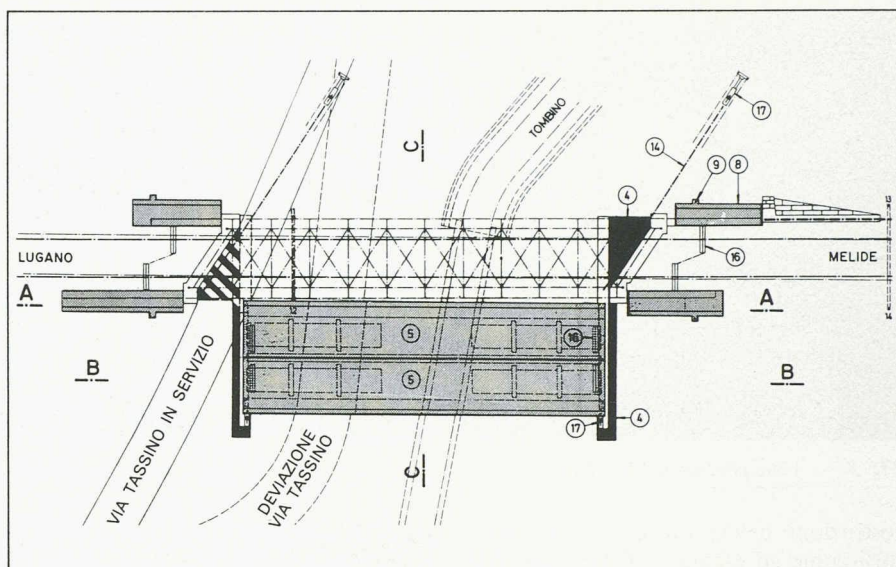 17
TOMBINO
C
14
9
8
13
4
LUGANO
MELIDE
16
A
A
12
14
5
16
B
B
5
VIA TASSINO IN SERVIZIO
DEVIAZIONE
VIA TASSINO
17
4
C